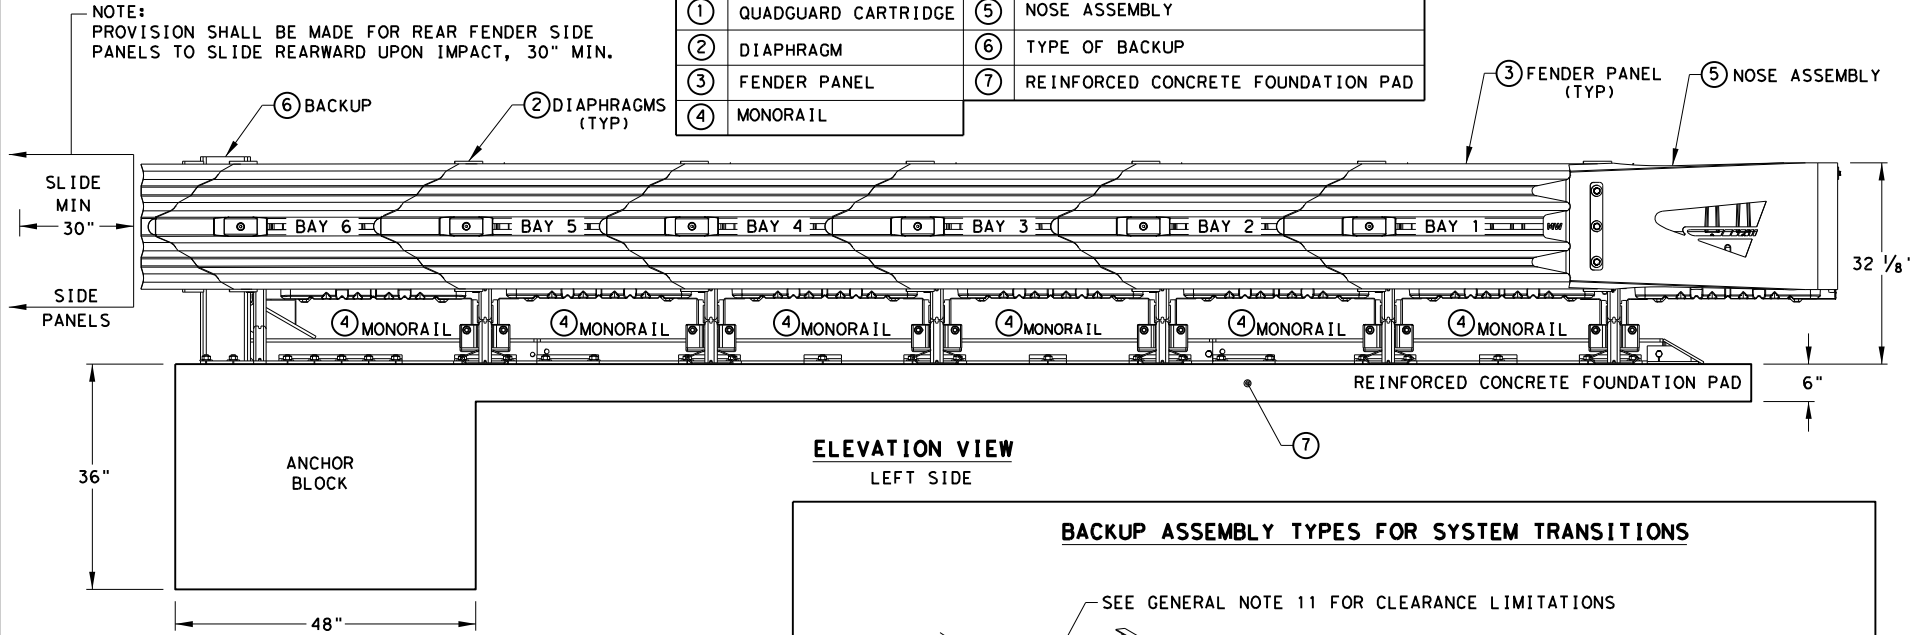 NOTE:
PROVISION SHALL BE MADE FOR REAR FENDER SIDE
PANELS TO SLIDE REARWARD UPON IMPACT, 30" MIN.
1 QUADGUARD CARTRIDGE 5 NOSE ASSEMBLY
2 DIAPHRAGM 6 TYPE OF BACKUP
3 FENDER PANEL 7 REINFORCED CONCRETE FOUNDATION PAD
4 MONORAIL
6 BACKUP
2 DIAPHRAGMS
(TYP)
3 FENDER PANEL
(TYP)
5 NOSE ASSEMBLY
SLIDE
MIN
30"
SIDE
PANELS
BAY 6 BAY 5 BAY 4 BAY 3 BAY 2 BAY 1
32 1/8"
4 MONORAIL 4 MONORAIL 4 MONORAIL 4 MONORAIL 4 MONORAIL 4 MONORAIL
REINFORCED CONCRETE FOUNDATION PAD
6"
7
36"
ANCHOR
BLOCK
48"
ELEVATION VIEW
LEFT SIDE
BACKUP ASSEMBLY TYPES FOR SYSTEM TRANSITIONS
SEE GENERAL NOTE 11 FOR CLEARANCE LIMITATIONS